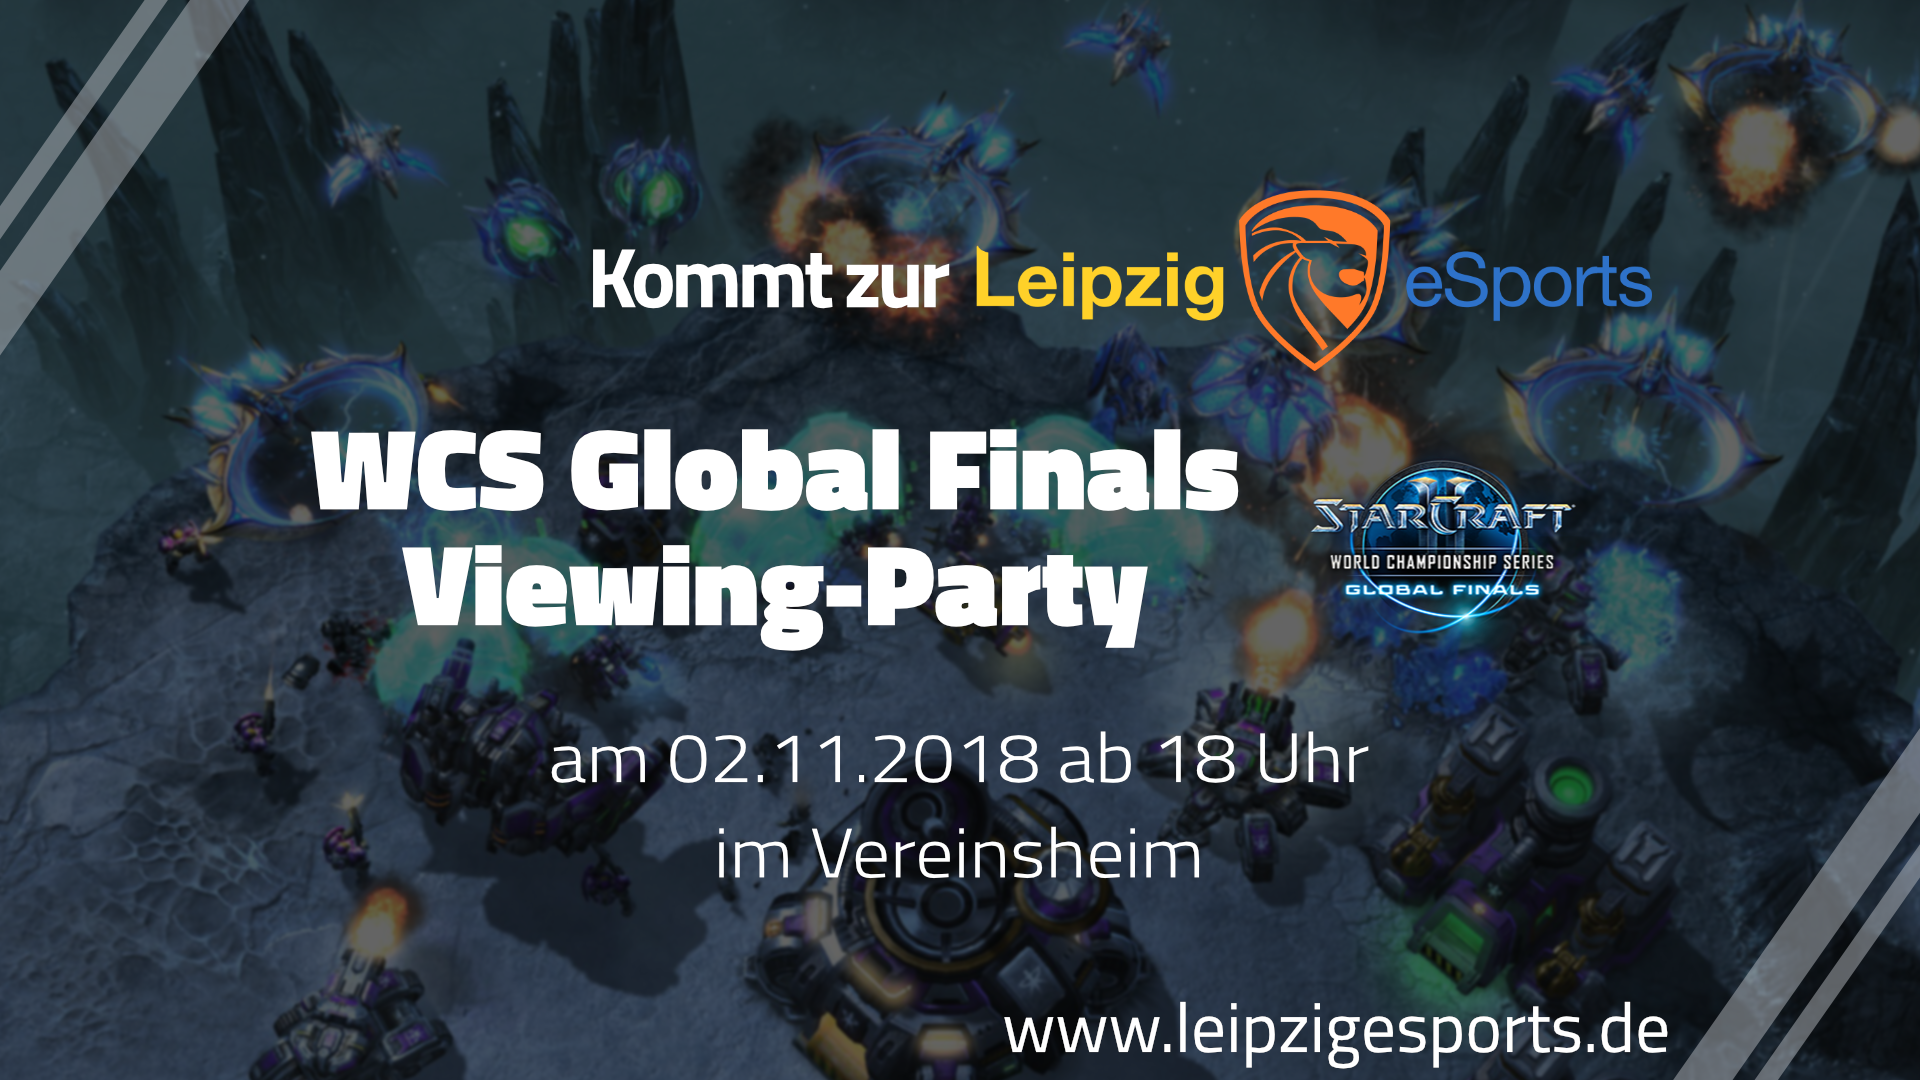 Kommt zur Leipzig eSports
WCS Global Finals
Viewing-Party
STARCRAFT
II
WORLD CHAMPIONSHIP SERIES
GLOBAL FINALS
am 02.11.2018 ab 18 Uhr
im Vereinsheim
www.leipzigesports.de